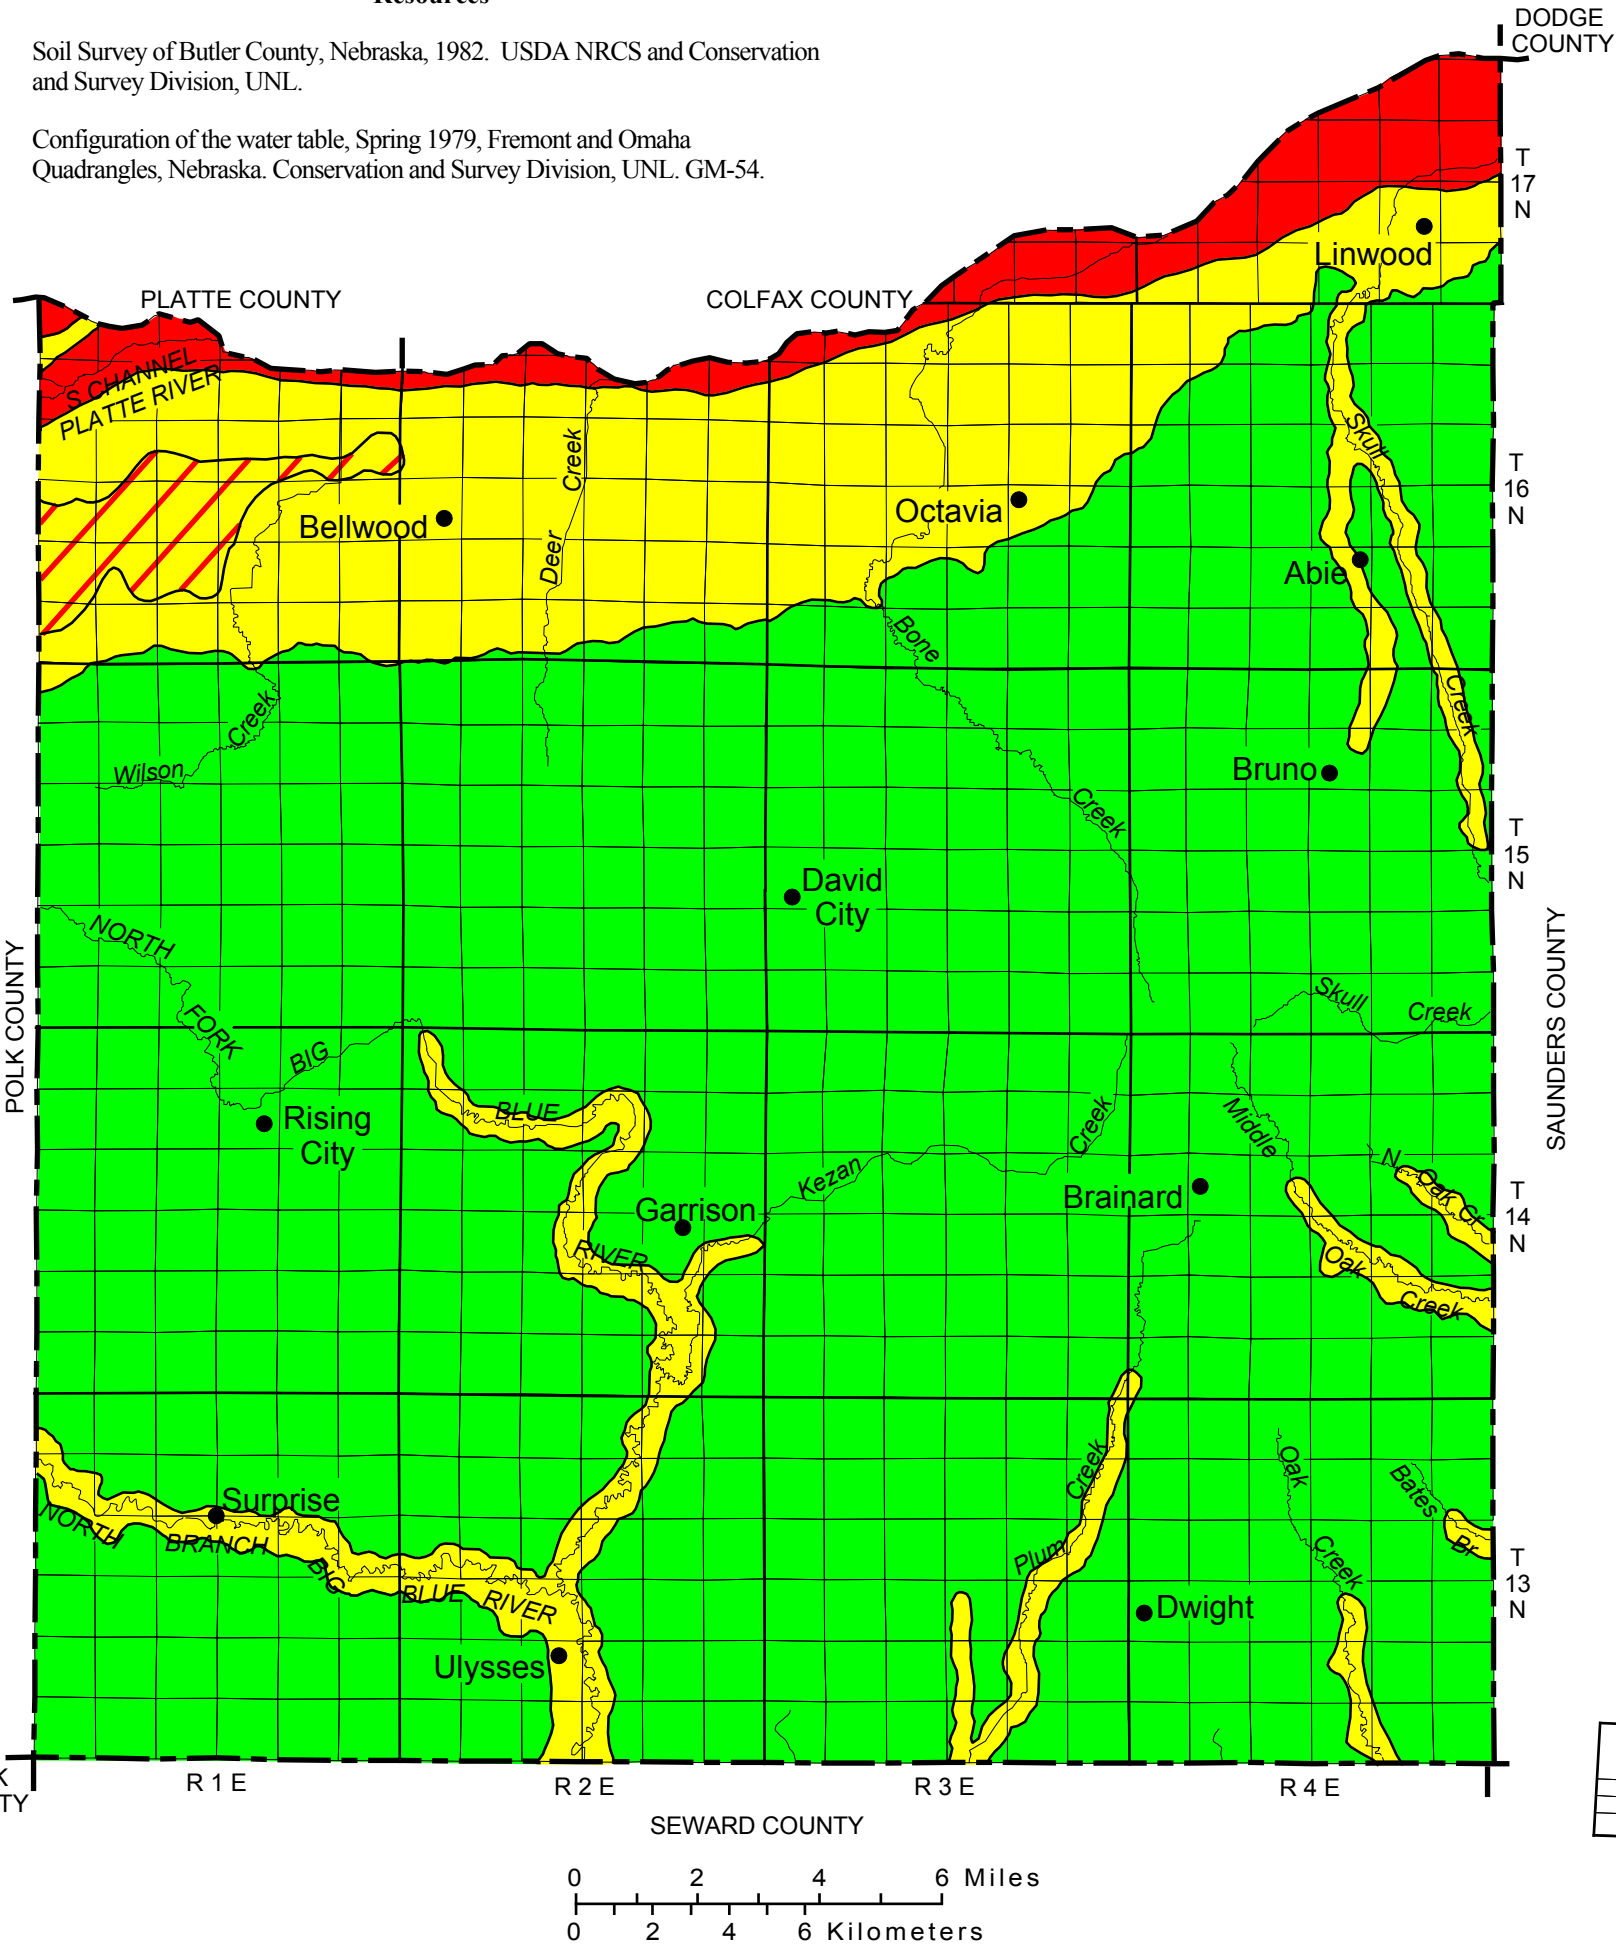 Resources
Soil Survey of Butler County, Nebraska, 1982. USDA NRCS and Conservation
and Survey Division, UNL.
Configuration of the water table, Spring 1979, Fremont and Omaha
Quadrangles, Nebraska. Conservation and Survey Division, UNL. GM-54.
DODGE
COUNTY
T
17
N
Linwood
PLATTE COUNTY
COLFAX COUNTY
S CHANNEL
PLATTE RIVER
Skull
Creek
Deer
Creek
T
16
N
Bellwood
Octavia
Abie
Bone
Creek
Wilson
Creek
Bruno
T
15
N
David
City
NORTH
FORK
BIG
BLUE
RIVER
POLK COUNTY
SAUNDERS COUNTY
Skull
Creek
Rising
City
Middle
Oak
Creek
N
Oak Cr
Kezan
Creek
Garrison
Brainard
T
14
N
Surprise
NORTH
BRANCH
BIG
BLUE
RIVER
Plum
Creek
Oak
Creek
Bates
Br
T
13
N
Dwight
Ulysses
K
TY
R 1 E
R 2 E
R 3 E
R 4 E
SEWARD COUNTY
0 2 4 6 Miles
0 2 4 6 Kilometers